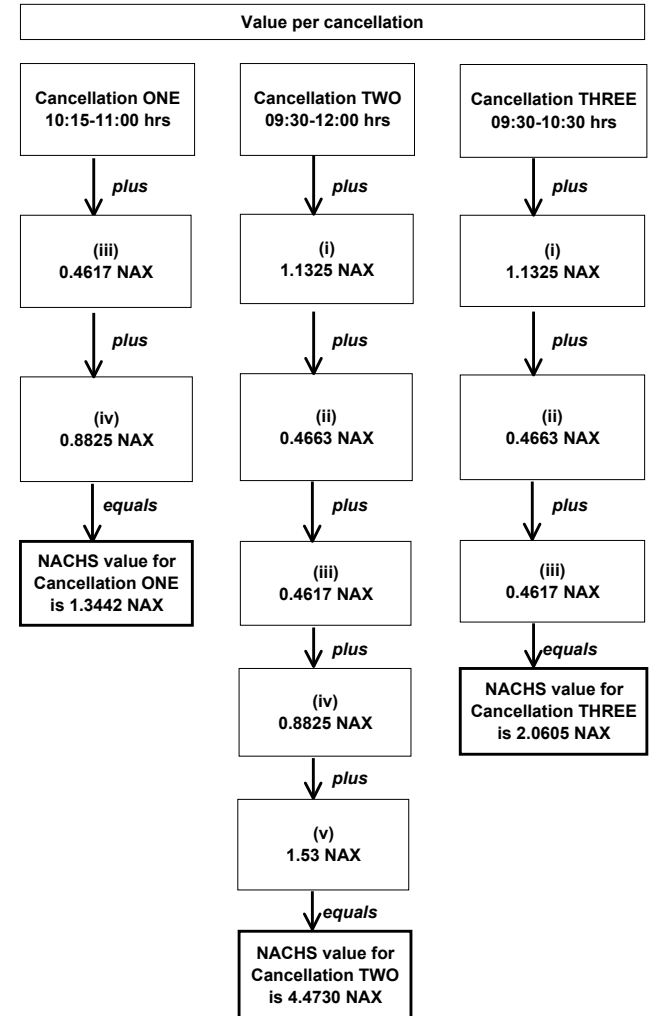 Value per cancellation
Cancellation ONE
10:15-11:00 hrs
plus
(iii)
0.4617 NAX
plus
(iv)
0.8825 NAX
equals
NACHS value for
Cancellation ONE
is 1.3442 NAX
Cancellation TWO
09:30-12:00 hrs
plus
(i)
1.1325 NAX
plus
(ii)
0.4663 NAX
plus
(iii)
0.4617 NAX
plus
(iv)
0.8825 NAX
plus
(v)
1.53 NAX
equals
NACHS value for
Cancellation TWO
is 4.4730 NAX
Cancellation THREE
09:30-10:30 hrs
plus
(i)
1.1325 NAX
plus
(ii)
0.4663 NAX
plus
(iii)
0.4617 NAX
equals
NACHS value for
Cancellation THREE
is 2.0605 NAX